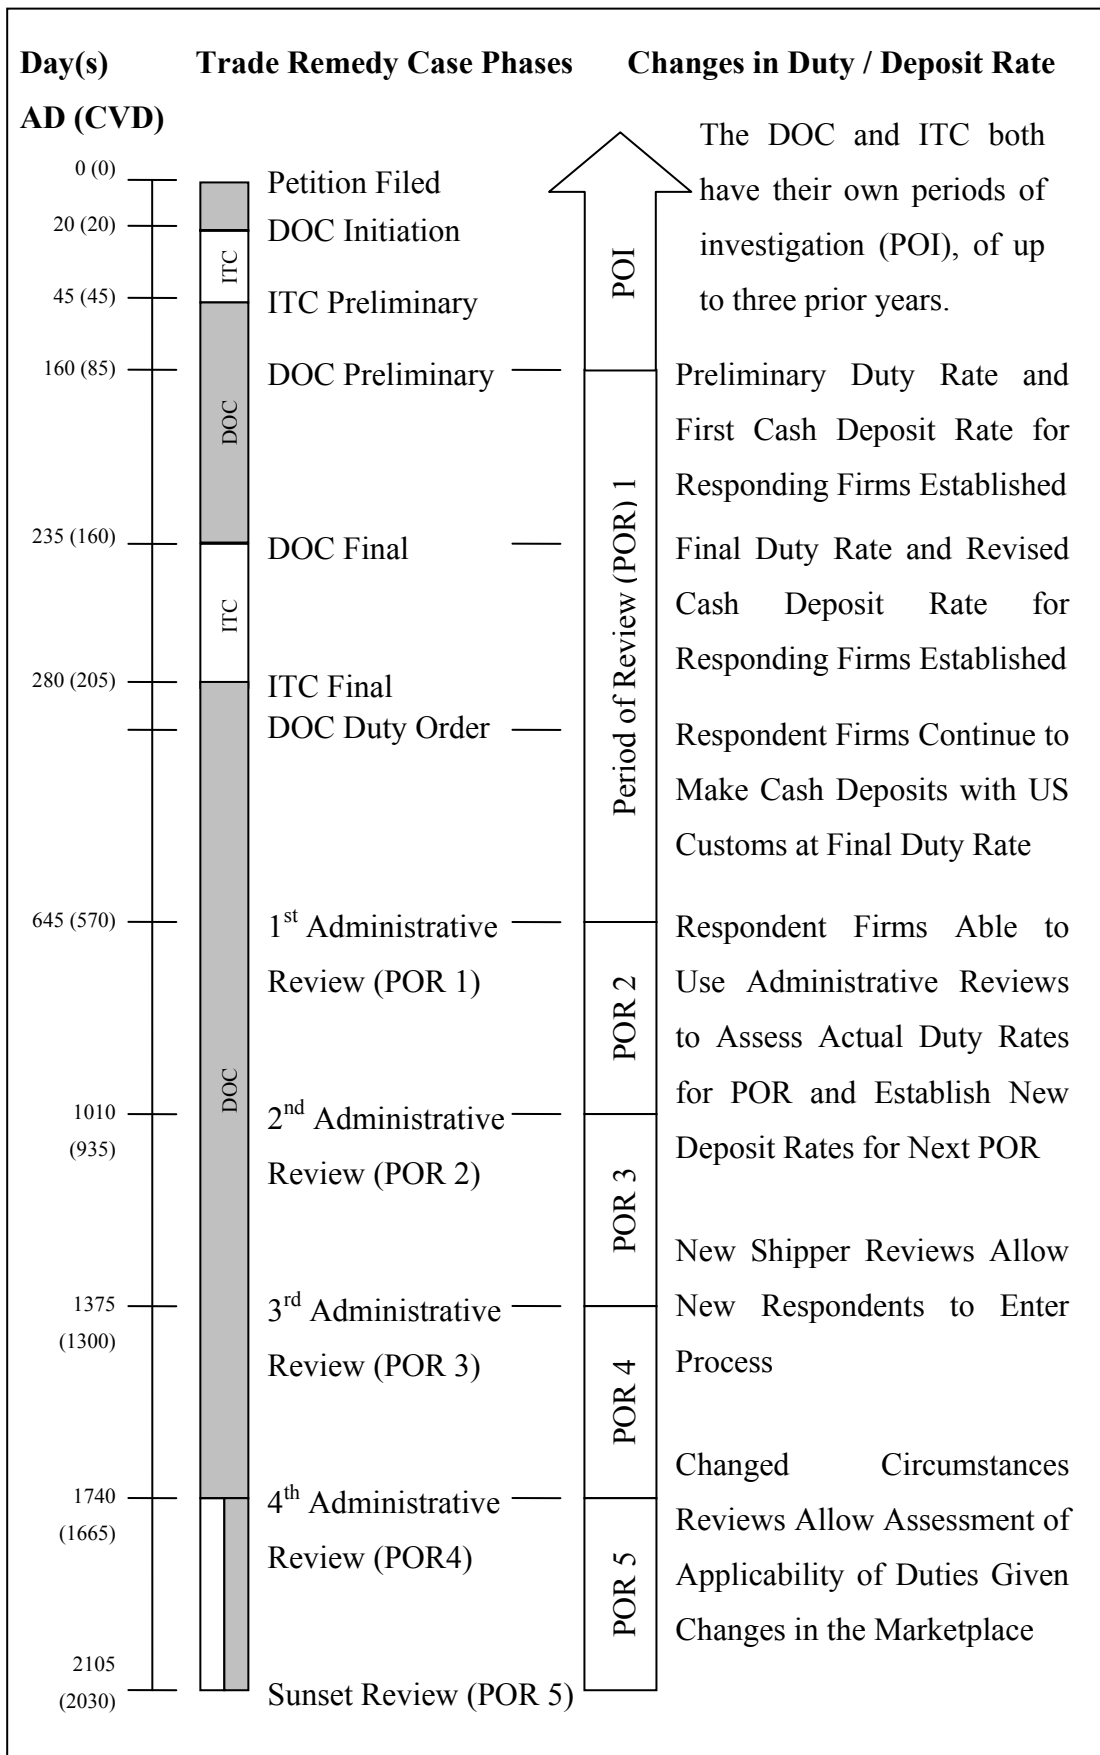 Day(s) Trade Remedy Case Phases Changes in Duty / Deposit Rate
AD (CVD)
The DOC and ITC both
have their own periods of
investigation (POI), of up
to three prior years.
0 (0)
Petition Filed
20 (20)
DOC Initiation
ITC
POI
45 (45)
ITC Preliminary
160 (85)
DOC Preliminary
Preliminary Duty Rate and
First Cash Deposit Rate for
Responding Firms Established
DOC
235 (160)
DOC Final
Final Duty Rate and Revised
Cash Deposit Rate for
Responding Firms Established
ITC
Period of Review (POR) 1
280 (205)
ITC Final
DOC Duty Order
Respondent Firms Continue to
Make Cash Deposits with US
Customs at Final Duty Rate
645 (570)
1st Administrative
Review (POR 1)
Respondent Firms Able to
Use Administrative Reviews
to Assess Actual Duty Rates
for POR and Establish New
Deposit Rates for Next POR
POR 2
DOC
1010
(935)
2nd Administrative
Review (POR 2)
POR 3
New Shipper Reviews Allow
New Respondents to Enter
Process
1375
(1300)
3rd Administrative
Review (POR 3)
POR 4
Changed Circumstances
Reviews Allow Assessment of
Applicability of Duties Given
Changes in the Marketplace
1740
(1665)
4th Administrative
Review (POR4)
POR 5
2105
(2030)
Sunset Review (POR 5)